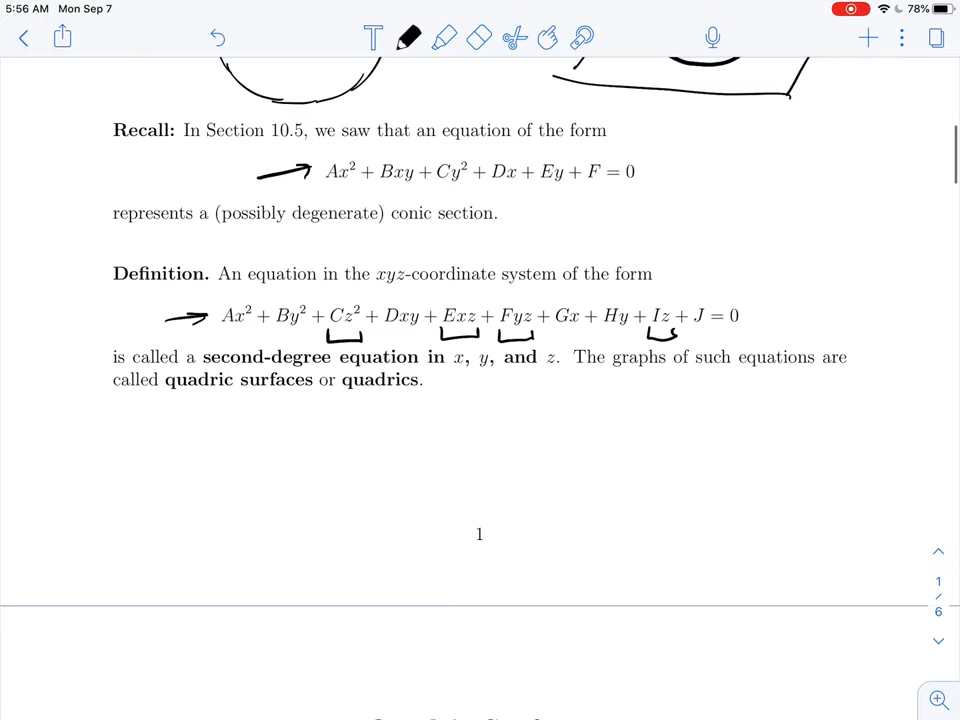 5:56 AM Mon Sep 7 78%
Recall: In Section 10.5, we saw that an equation of the form
Ax² + Bxy + Cy² + Dx + Ey + F = 0
represents a (possibly degenerate) conic section.
Definition. An equation in the xyz-coordinate system of the form
Ax² + By² + Cz² + Dxy + Exz + Fyz + Gx + Hy + Iz + J = 0
is called a second-degree equation in x, y, and z. The graphs of such equations are
called quadric surfaces or quadrics.
1
1
/
6